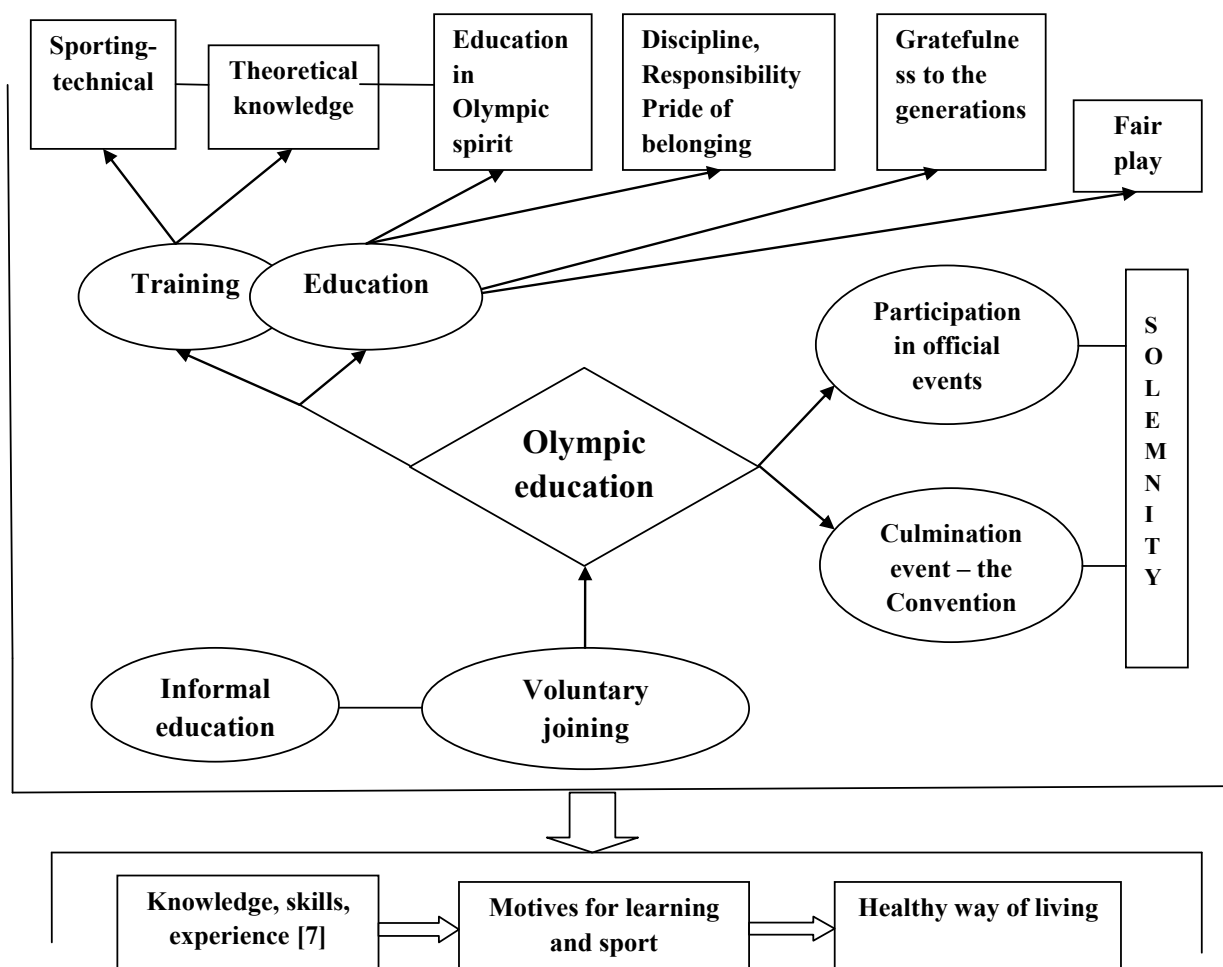 Sporting-
technical
Theoretical
knowledge
Education
in
Olympic
spirit
Discipline,
Responsibility
Pride of
belonging
Gratefulne
ss to the
generations
Fair
play
Training
Education
Participation
in official
events
S
O
L
E
M
N
I
T
Y
Olympic
education
Culmination
event – the
Convention
Informal
education
Voluntary
joining
Knowledge, skills,
experience [7]
Motives for learning
and sport
Healthy way of living